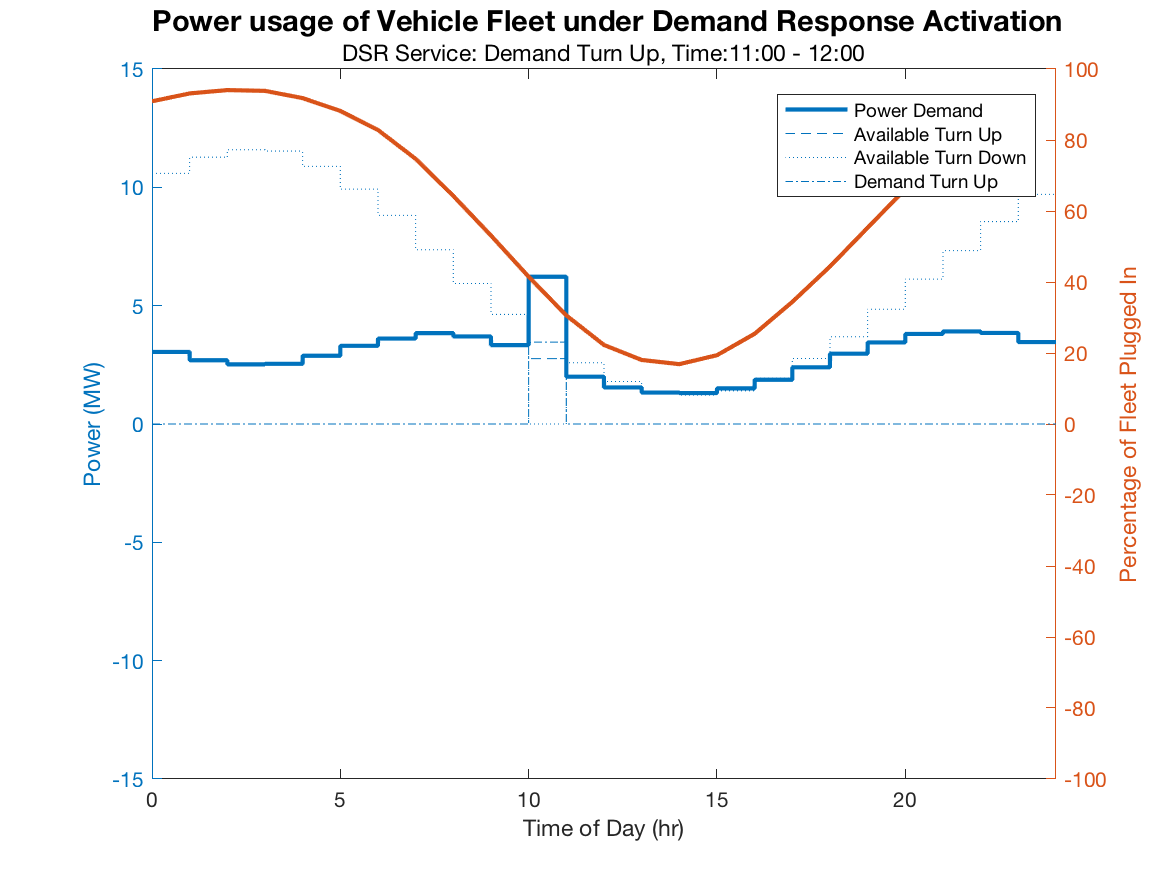 Power usage of Vehicle Fleet under Demand Response Activation
DSR Service: Demand Turn Up, Time:11:00 - 12:00
15
10
5
0
-5
-10
-15
Power (MW)
100
80
60
40
20
0
-20
-40
-60
-80
-100
Percentage of Fleet Plugged In
Power Demand
Available Turn Up
Available Turn Down
Demand Turn Up
0 5 10 15 20
Time of Day (hr)